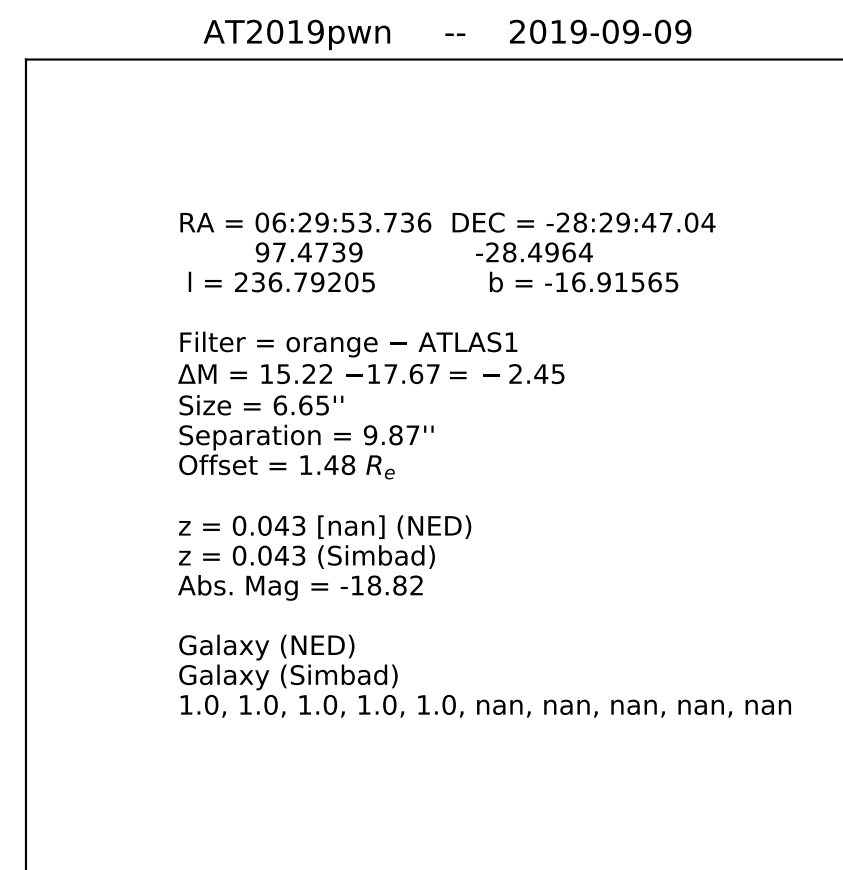 AT2019pwn -- 2019-09-09
RA = 06:29:53.736 DEC = -28:29:47.04
97.4739 -28.4964
l = 236.79205 b = -16.91565
Filter = orange − ATLAS1
ΔM = 15.22 −17.67 = − 2.45
Size = 6.65''
Separation = 9.87''
Offset = 1.48 Re
z = 0.043 [nan] (NED)
z = 0.043 (Simbad)
Abs. Mag = -18.82
Galaxy (NED)
Galaxy (Simbad)
1.0, 1.0, 1.0, 1.0, 1.0, nan, nan, nan, nan, nan